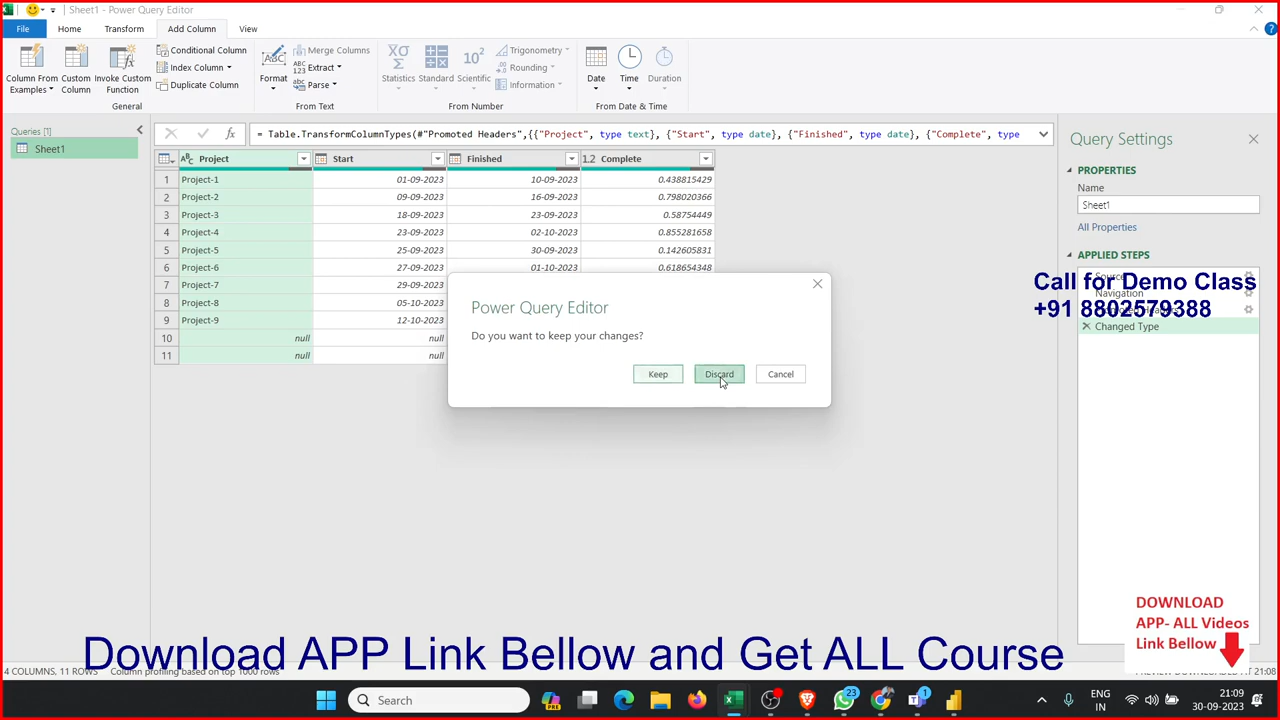 Sheet1 - Power Query Editor
File
Home
Transform
Add Column
View
Column From Examples
Custom Column
Invoke Custom Function
Conditional Column
Index Column
Duplicate Column
General
Format
Merge Columns
Extract
Parse
From Text
Statistics
Standard
Scientific
Trigonometry
Rounding
Information
From Number
Date
Time
Duration
From Date & Time
Queries [1]
Sheet1
= Table.TransformColumnTypes(#"Promoted Headers",{{"Project", type text}, {"Start", type date}, {"Finished", type date}, {"Complete", type
Project Start Finished 1.2 Complete
1 Project-1 01-09-2023 10-09-2023 0.438815429
2 Project-2 09-09-2023 16-09-2023 0.798020366
3 Project-3 18-09-2023 23-09-2023 0.58754449
4 Project-4 23-09-2023 02-10-2023 0.855281658
5 Project-5 25-09-2023 30-09-2023 0.142605831
6 Project-6 27-09-2023 01-10-2023 0.618654348
7 Project-7 29-09-2023
8 Project-8 05-10-2023
9 Project-9 12-10-2023
10 null null
11 null null
Power Query Editor
Do you want to keep your changes?
Keep
Discard
Cancel
Query Settings
PROPERTIES
Name
Sheet1
All Properties
APPLIED STEPS
Source
Navigation
Changed Type
Call for Demo Class
+91 8802579388
DOWNLOAD
APP- ALL Videos
Link Bellow
Download APP Link Bellow and Get ALL Course
4 COLUMNS, 11 ROWS
Column profiling based on top 1000 rows
21:08
Search
PRE
23
1
ENG
IN
21:09
30-09-2023